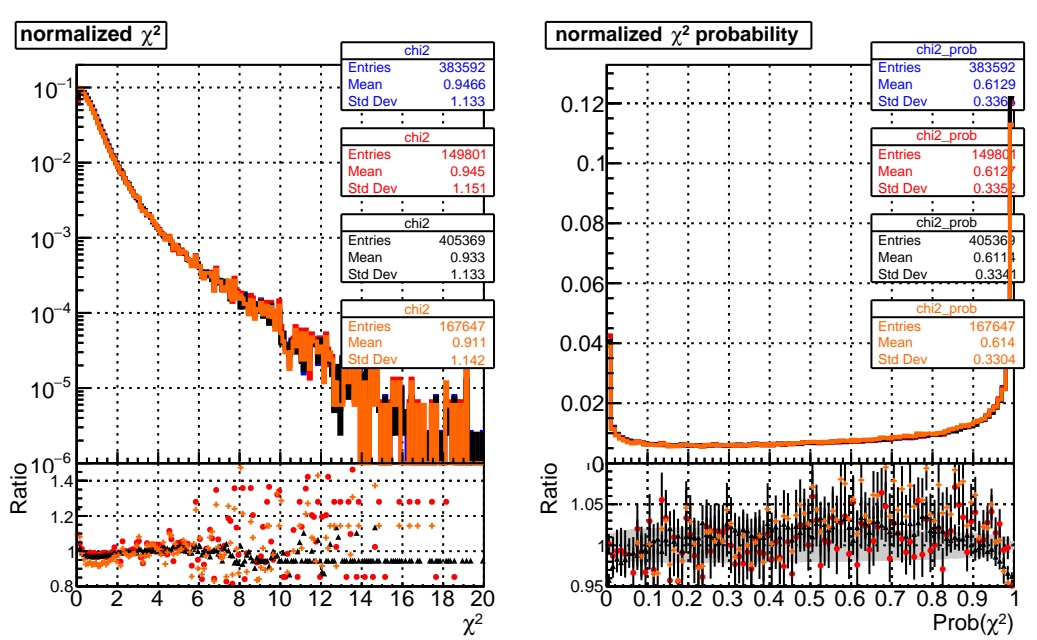 normalized χ²
chi2
Entries 383592
Mean 0.9466
Std Dev 1.133
chi2
Entries 149801
Mean 0.945
Std Dev 1.151
chi2
Entries 405369
Mean 0.933
Std Dev 1.133
chi2
Entries 167647
Mean 0.911
Std Dev 1.142
10⁻¹
10⁻²
10⁻³
10⁻⁴
10⁻⁵
10⁻⁶
Ratio
1.4
1.2
1
0.8
0 2 4 6 8 10 12 14 16 18 20
χ²
normalized χ² probability
chi2_prob
Entries 383592
Mean 0.6129
Std Dev 0.3365
chi2_prob
Entries 149801
Mean 0.6127
Std Dev 0.3352
chi2_prob
Entries 405369
Mean 0.6114
Std Dev 0.3341
chi2_prob
Entries 167647
Mean 0.614
Std Dev 0.3304
0.12
0.1
0.08
0.06
0.04
0.02
0
Ratio
1.05
1
0.95
0 0.1 0.2 0.3 0.4 0.5 0.6 0.7 0.8 0.9 1
Prob(χ²)